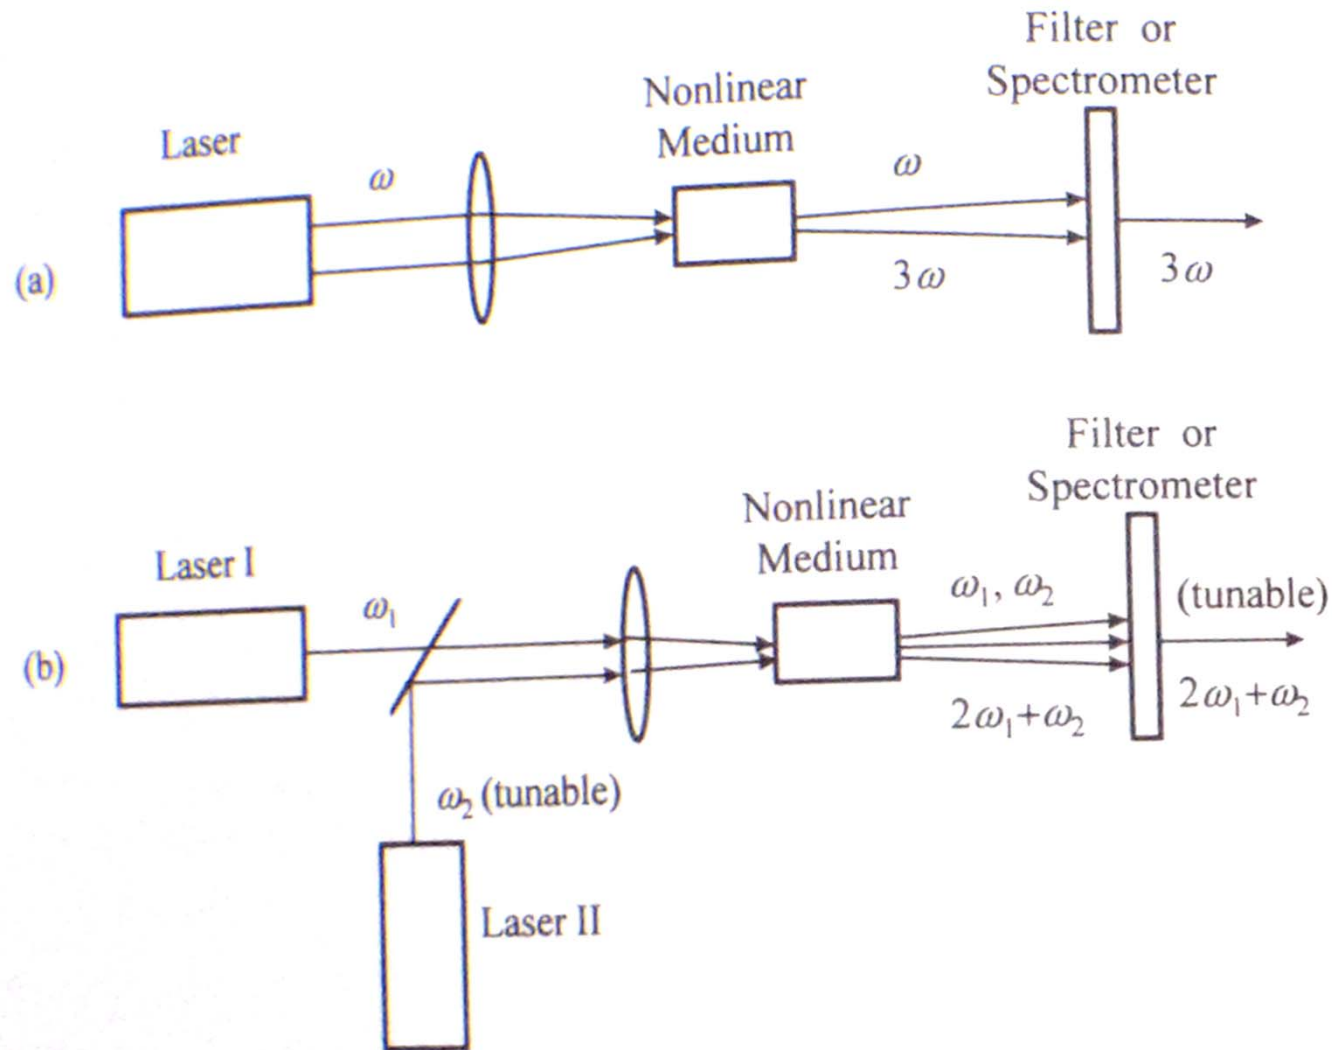 Filter or
Spectrometer
Nonlinear
Medium
Laser
ω
ω
(a)
3ω
3ω
Filter or
Spectrometer
Nonlinear
Medium
Laser I
ω₁
ω₁, ω₂
(tunable)
(b)
2ω₁+ω₂
2ω₁+ω₂
ω₂ (tunable)
Laser II